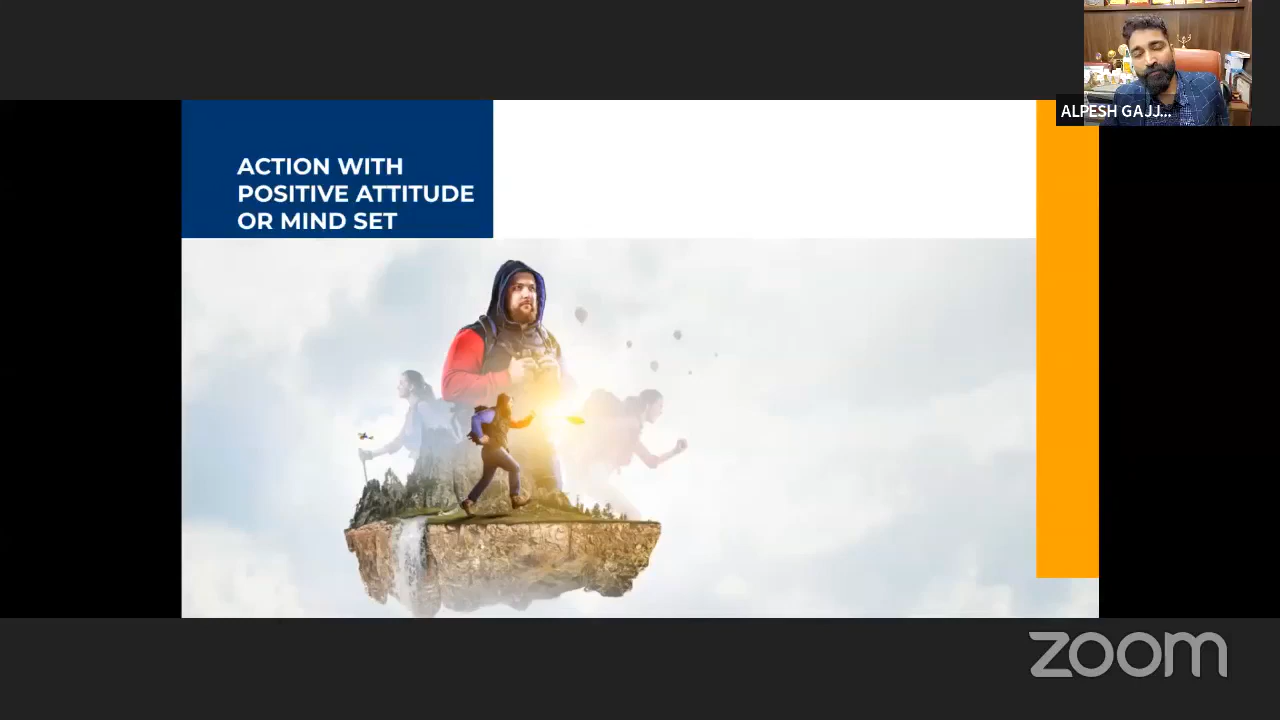 ALPESH GAJJ...
ACTION WITH
POSITIVE ATTITUDE
OR MIND SET
zoom